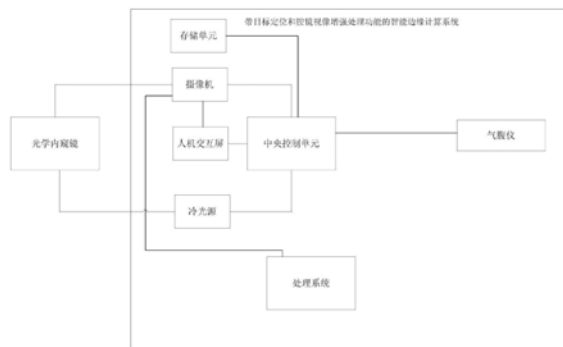 带目标定位和腔镜现像增强处理功能的智能边缘计算系统
存储单元
摄像机
光学内窥镜
人机交互屏
中央控制单元
气腹仪
冷光源
处理系统